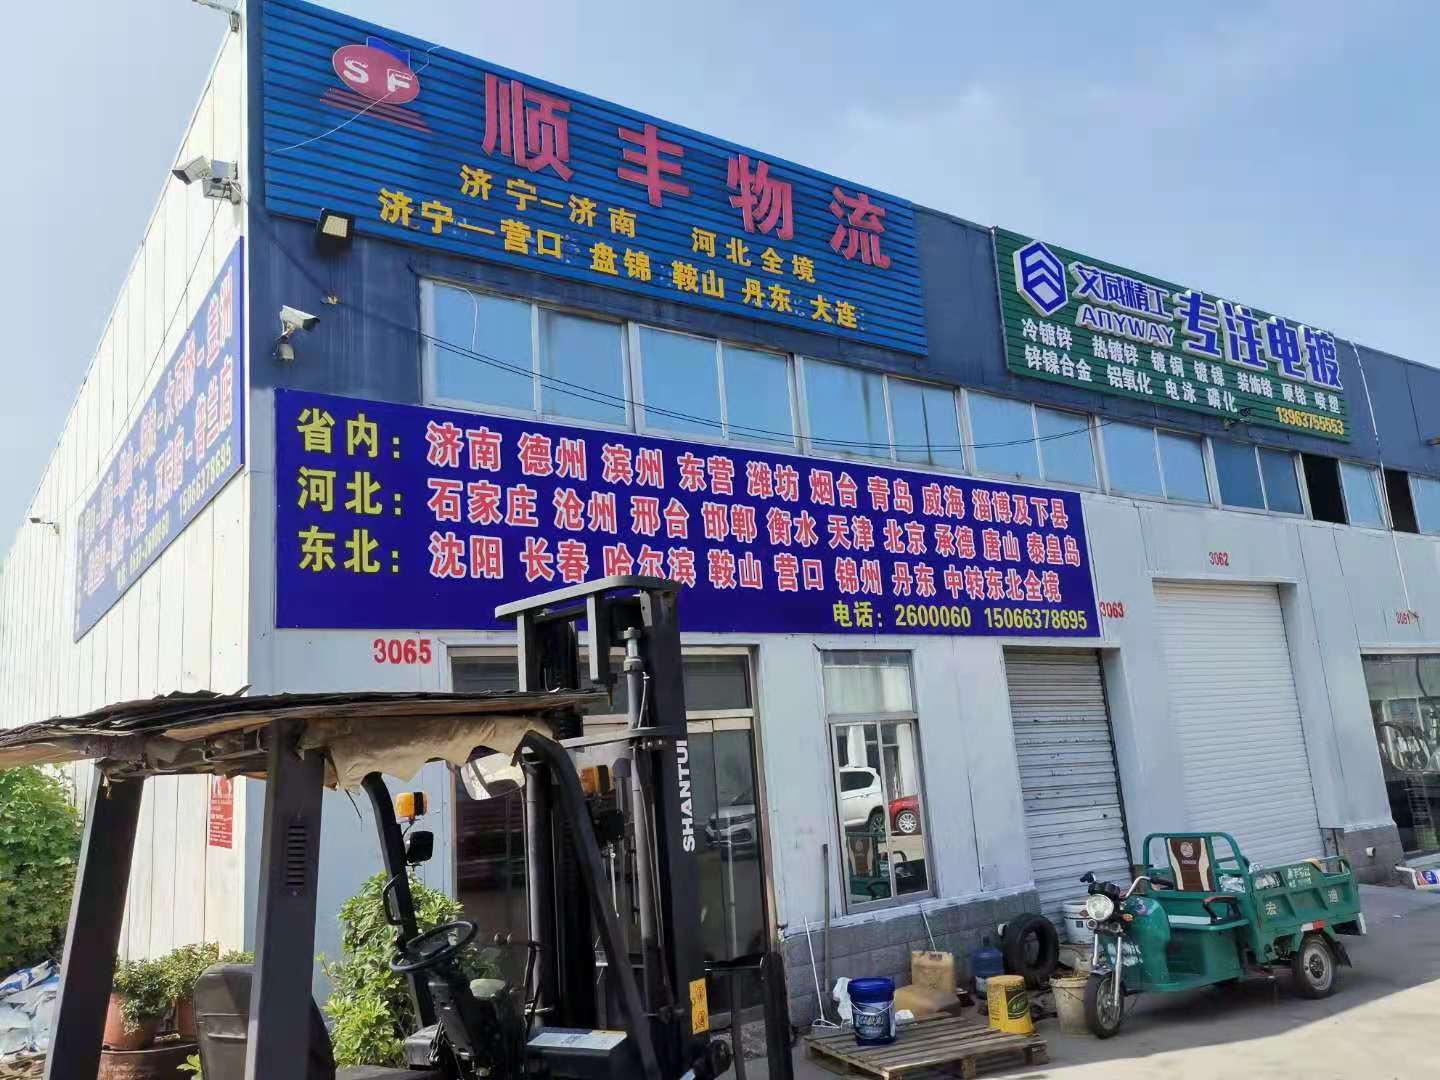 SF
顺丰物流
济宁-济南 河北全境
济宁-营口 盘锦 鞍山 丹东 大连
艾威精工 专注电镀
ANYWAY
冷镀锌 热镀锌 镀铜 镀镍 装饰铬 硬铬 喷塑
锌镍合金 铝氧化 电泳 磷化
13963755553
省内：济南 德州 滨州 东营 潍坊 烟台 青岛 威海 淄博及下县
河北：石家庄 沧州 邢台 邯郸 衡水 天津 北京 承德 唐山 秦皇岛
东北：沈阳 长春 哈尔滨 鞍山 营口 锦州 丹东 中转东北全境
电话：2600060 15066378695
15066378695
3065
3063
3062
3061
SHANTUI
宏迪